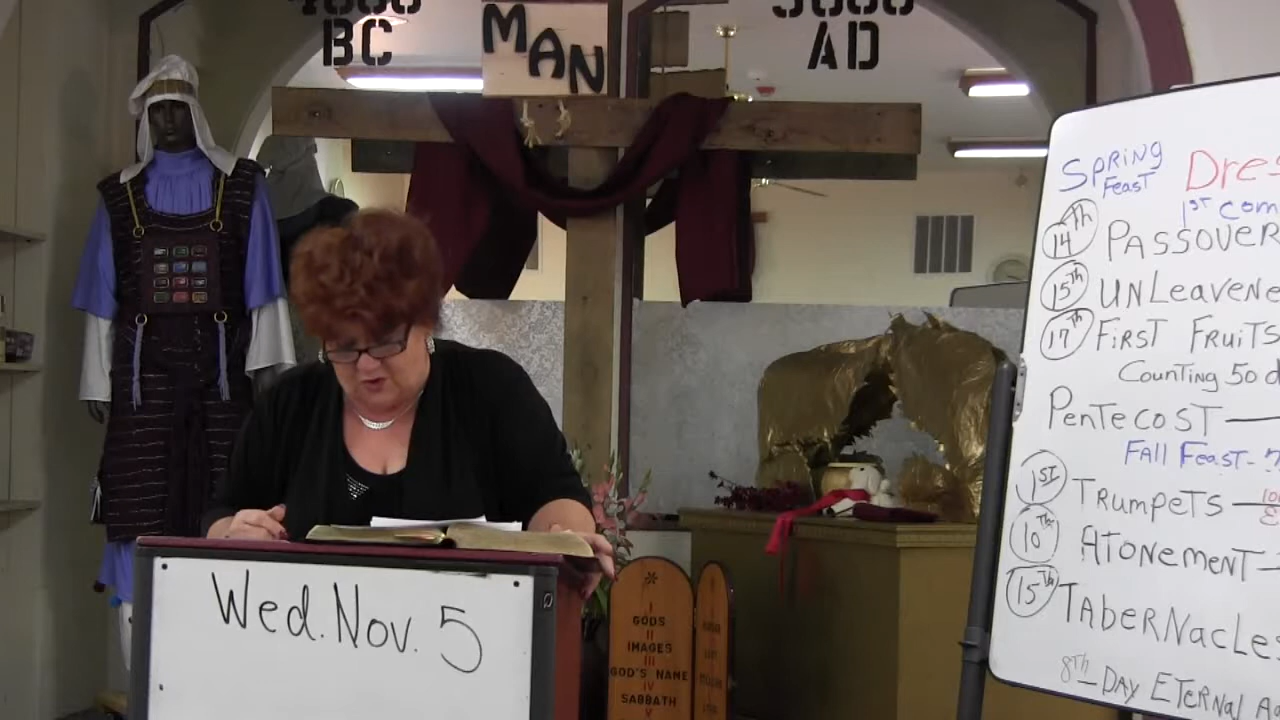 4000
BC
MAN
AD
SPRING
FEAST
1ST COM
14Th PASSOVER
15Th UNLEAVENE
17Th FIRST FRUITS
Counting 50 d
PENTECOST
FALL FEAST - 7
1ST TRUMPETS
10Th ATONEMENT
15Th TABERNACLES
8Th DAY ETERNAL
Wed. Nov. 5
I
GODS
II
IMAGES
III
GOD'S NAME
IV
SABBATH
V